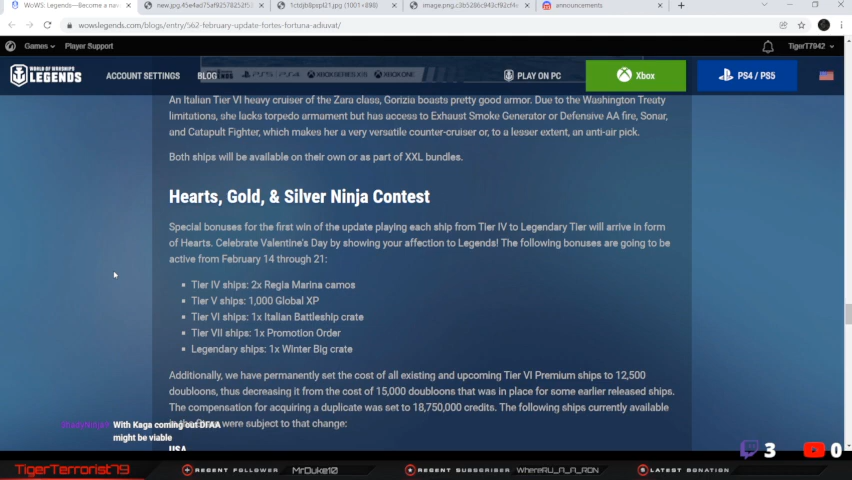 WoWS: Legends—Become a nav
new.jpg.45e4ad75af92578252f5
1ctdjb8pxpl21.jpg (1001×898)
image.png.c3b5286c943cf92cf4
announcements
wowslegends.com/blogs/entry/562-february-update-fortes-fortuna-adiuvat/
Games Player Support
TigerT7942
WORLD OF WARSHIPS
LEGENDS
ACCOUNT SETTINGS BLOG PLAY ON PC Xbox PS4 / PS5
An Italian Tier VI heavy cruiser of the Zara class, Gorizia boasts pretty good armor. Due to the Washington Treaty
limitations, she lacks torpedo armament but has access to Exhaust Smoke Generator or Defensive AA fire, Sonar,
and Catapult Fighter, which makes her a very versatile counter-cruiser or, to a lesser extent, an anti-air pick.
Both ships will be available on their own or as part of XXL bundles.
Hearts, Gold, & Silver Ninja Contest
Special bonuses for the first win of the update playing each ship from Tier IV to Legendary Tier will arrive in form
of Hearts. Celebrate Valentine's Day by showing your affection to Legends! The following bonuses are going to be
active from February 14 through 21:
Tier IV ships: 2x Regia Marina camos
Tier V ships: 1,000 Global XP
Tier VI ships: 1x Italian Battleship crate
Tier VII ships: 1x Promotion Order
Legendary ships: 1x Winter Big crate
Additionally, we have permanently set the cost of all existing and upcoming Tier VI Premium ships to 12,500
doubloons, thus decreasing it from the cost of 15,000 doubloons that was in place for some earlier released ships.
The compensation for acquiring a duplicate was set to 18,750,000 credits. The following ships currently available
were subject to that change:
With Kaga coming out DFAA
might be viable
USA
3 0
TigerTerrorist79 RECENT FOLLOWER MrDuke10 RECENT SUBSCRIBER WhereRU_A_A_RON LATEST DONATION